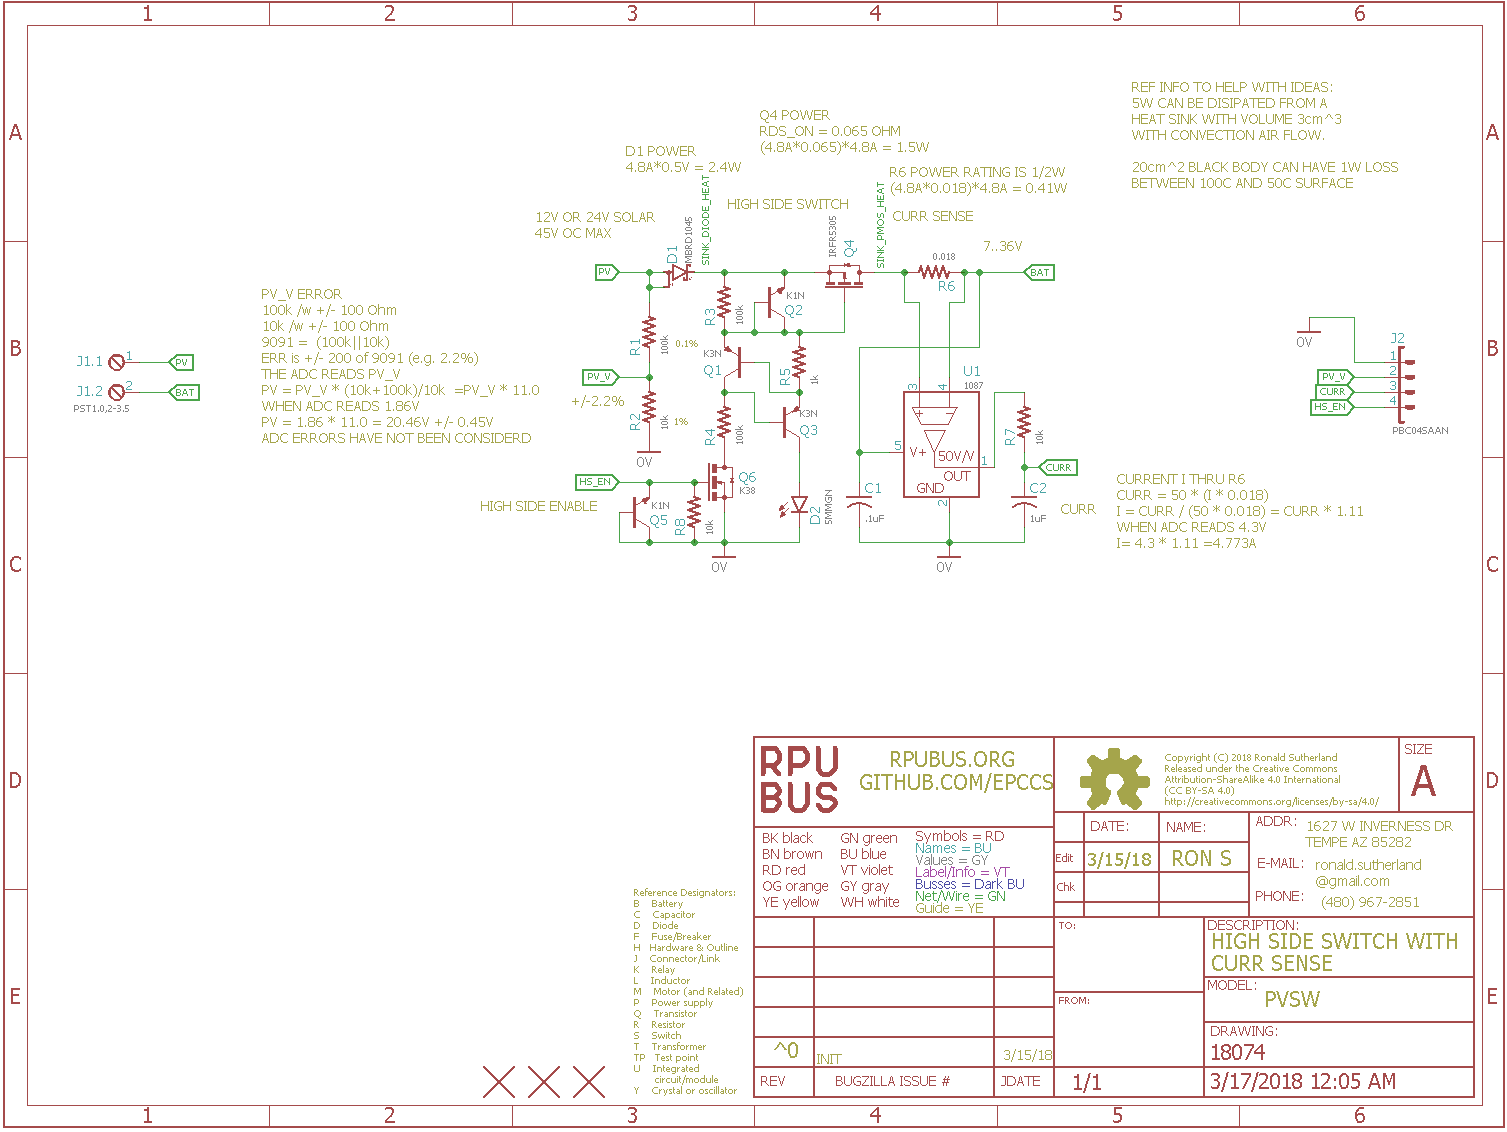 1 2 3 4 5 6
A A
B B
C C
D D
E E
1 2 3 4 5 6
REF INFO TO HELP WITH IDEAS:
5W CAN BE DISIPATED FROM A
HEAT SINK WITH VOLUME 3cm^3
WITH CONVECTION AIR FLOW.
20cm^2 BLACK BODY CAN HAVE 1W LOSS
BETWEEN 100C AND 50C SURFACE
Q4 POWER
RDS_ON = 0.065 OHM
(4.8A*0.065)*4.8A = 1.5W
D1 POWER
4.8A*0.5V = 2.4W
R6 POWER RATING IS 1/2W
(4.8A*0.018)*4.8A = 0.41W
HIGH SIDE SWITCH
CURR SENSE
12V OR 24V SOLAR
45V OC MAX
7..36V
PV
D1
MBRD1045
SINK_DIODE_HEAT
IRFR5305
Q4
SINK_PMOS_HEAT
0.018
R6
BAT
PV_V ERROR
100k /w +/- 100 Ohm
10k /w +/- 100 Ohm
9091 = (100k||10k)
ERR is +/- 200 of 9091 (e.g. 2.2%)
THE ADC READS PV_V
PV = PV_V * (10k+100k)/10k =PV_V * 11.0
WHEN ADC READS 1.86V
PV = 1.86 * 11.0 = 20.46V +/- 0.45V
ADC ERRORS HAVE NOT BEEN CONSIDERD
J1.1 1 PV
J1.2 2 BAT
PST1.0,2-3.5
R1 100k 0.1%
PV_V
+/-2.2%
R2 10k 1%
0V
R3 100k
K1N
Q2
K3N
Q1
R5 1k
K3N
Q3
R4 100k
HS_EN
HIGH SIDE ENABLE
K1N
Q5
R8 10k
Q6
K38
D2 5MMGN
0V
U1
1087
3 4
+ −
5 V+
50V/V
OUT 1
GND
2
C1
.1uF
R7 10k
CURR
C2
1uF
CURR
0V
CURRENT I THRU R6
CURR = 50 * (I * 0.018)
I = CURR / (50 * 0.018) = CURR * 1.11
WHEN ADC READS 4.3V
I= 4.3 * 1.11 =4.773A
0V
J2
1
PV_V 2
CURR 3
HS_EN 4
PBC04SAAN
RPU
BUS
RPUBUS.ORG
GITHUB.COM/EPCCS
Copyright (C) 2018 Ronald Sutherland
Released under the Creative Commons
Attribution-ShareAlike 4.0 International
(CC BY-SA 4.0)
http://creativecommons.org/licenses/by-sa/4.0/
SIZE
A
BK black GN green
BN brown BU blue
RD red VT violet
OG orange GY gray
YE yellow WH white
Symbols = RD
Names = BU
Values = GY
Label/Info = VT
Busses = Dark BU
Net/Wire = GN
Guide = YE
DATE: NAME:
Edit 3/15/18 RON S
Chk
ADDR: 1627 W INVERNESS DR
TEMPE AZ 85282
E-MAIL: ronald.sutherland
@gmail.com
PHONE: (480) 967-2851
TO:
FROM:
DESCRIPTION:
HIGH SIDE SWITCH WITH
CURR SENSE
MODEL:
PVSW
DRAWING:
18074
^0 INIT 3/15/18
REV BUGZILLA ISSUE # JDATE
1/1
3/17/2018 12:05 AM
Reference Designators:
B Battery
C Capacitor
D Diode
F Fuse/Breaker
H Hardware & Outline
J Connector/Link
K Relay
L Inductor
M Motor (and Related)
P Power supply
Q Transistor
R Resistor
S Switch
T Transformer
TP Test point
U Integrated
circuit/module
Y Crystal or oscillator